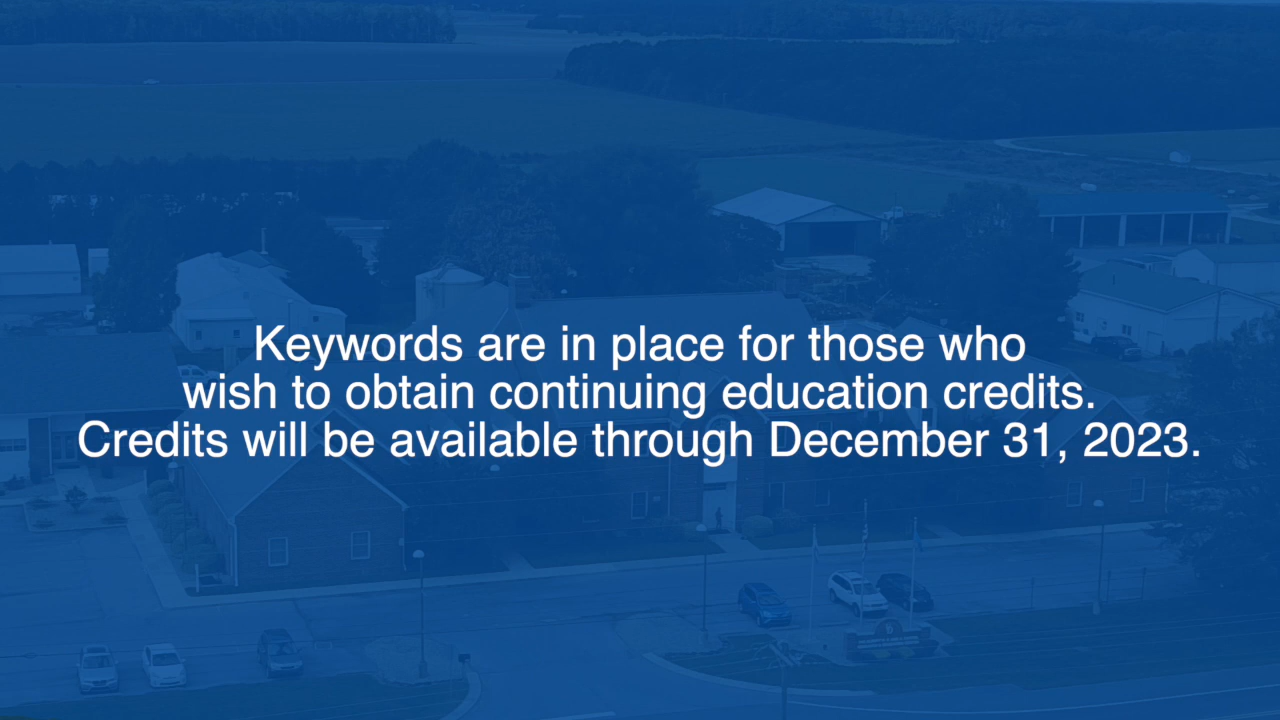 Keywords are in place for those who
wish to obtain continuing education credits.
Credits will be available through December 31, 2023.